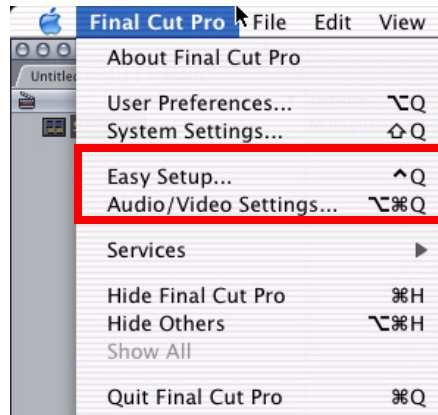 Final Cut Pro File Edit View
About Final Cut Pro
Untitled
User Preferences... ⌥Q
System Settings... ⇧Q
Easy Setup... ^Q
Audio/Video Settings... ⌥⌘Q
Services ▶
Hide Final Cut Pro ⌘H
Hide Others ⌥⌘H
Show All
Quit Final Cut Pro ⌘Q